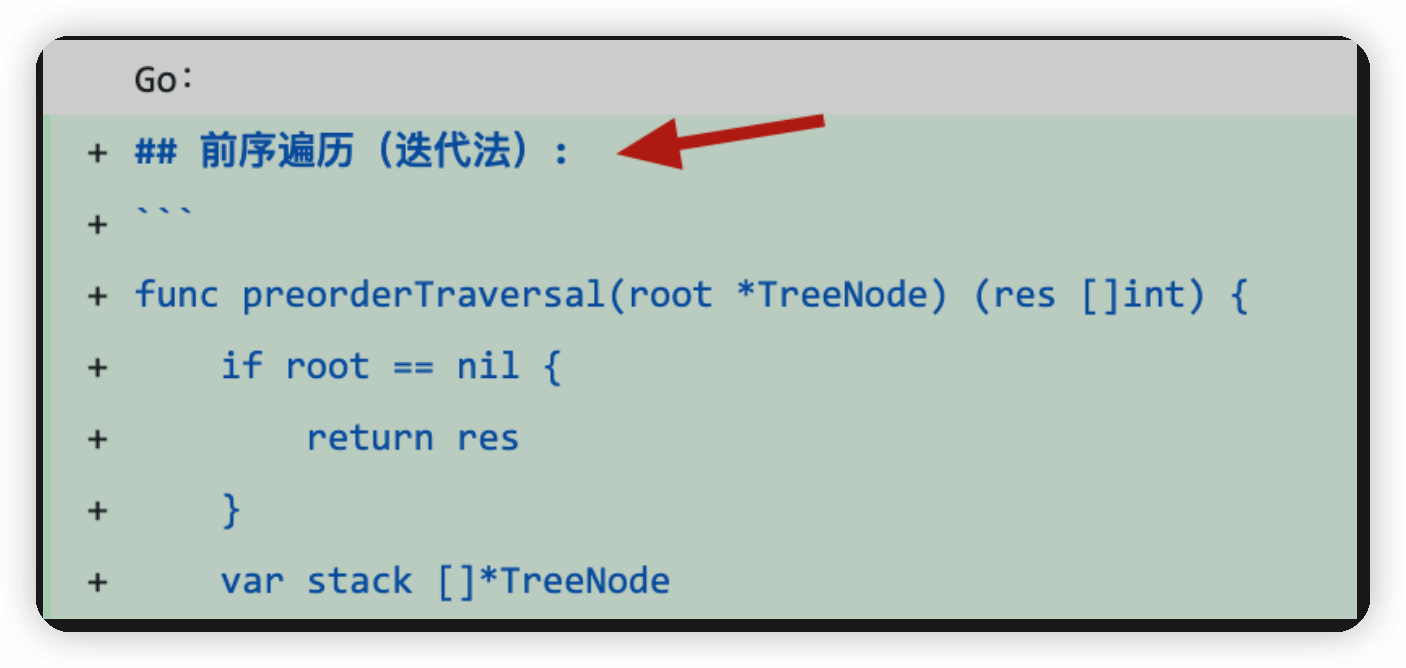 Go：
+ ## 前序遍历（迭代法）:
+ ```
+ func preorderTraversal(root *TreeNode) (res []int) {
+     if root == nil {
+         return res
+     }
+     var stack []*TreeNode